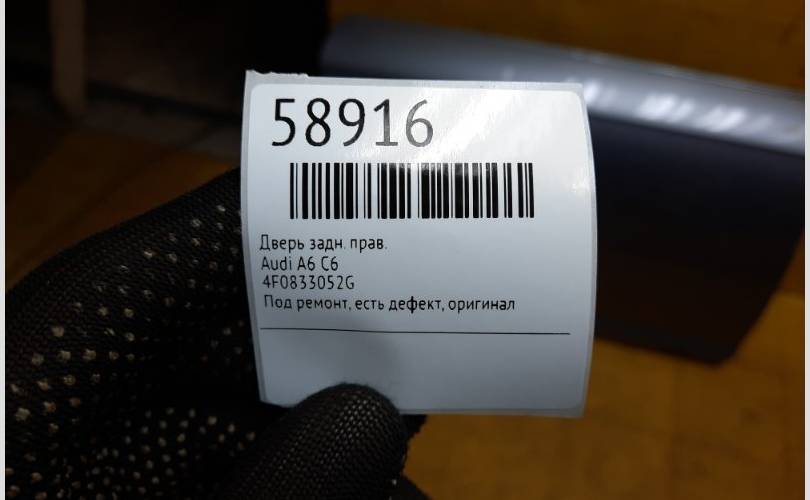 58916
Дверь задн. прав.
Audi A6 C6
4F0833052G
Под ремонт, есть дефект, оригинал